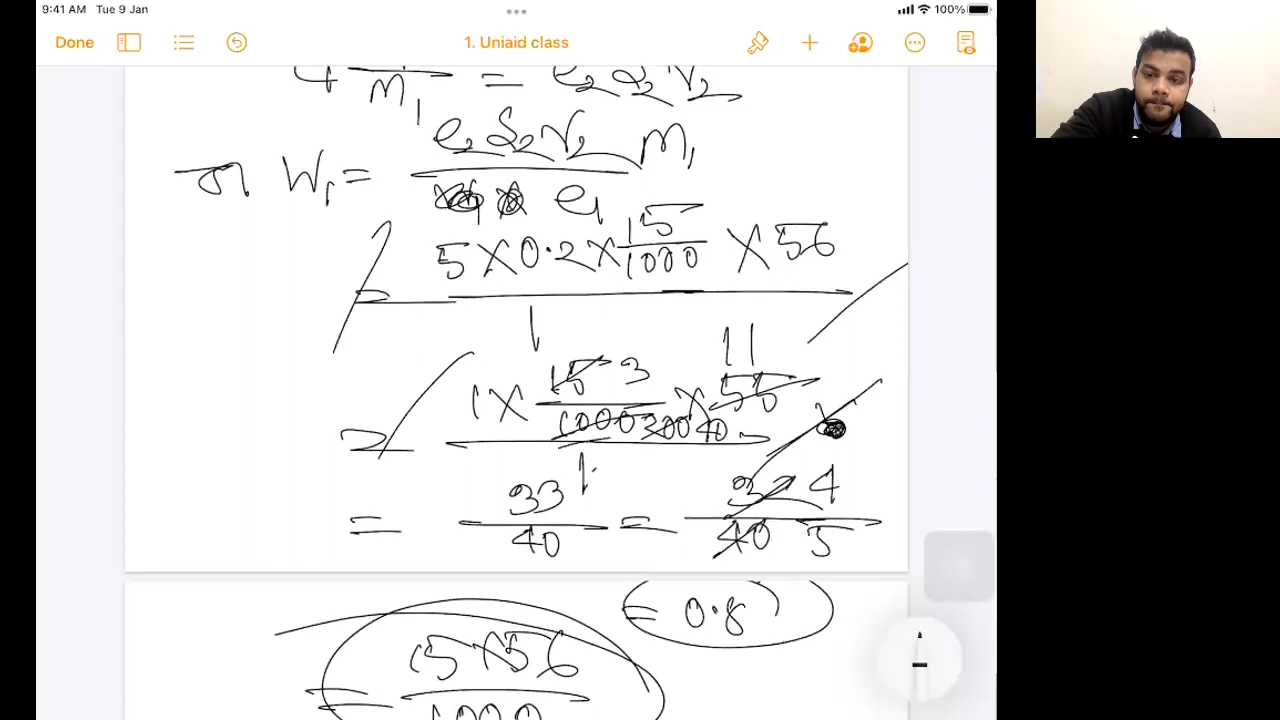 9:41 AM Tue 9 Jan
100%
Done
1. Uniaid class
m₁ = e₂ S₂ V₂
বা W₁ = e₂ S₂ V₂ m₁ / e₁
= 5 × 0.2 × 15/1000 × 56 / 1
= 1 × 15 3 / 1000 200 40 × 56 11 / 1
= 33/40 = 32 4 / 40 5
= 0.8
= 15 × 56
1000